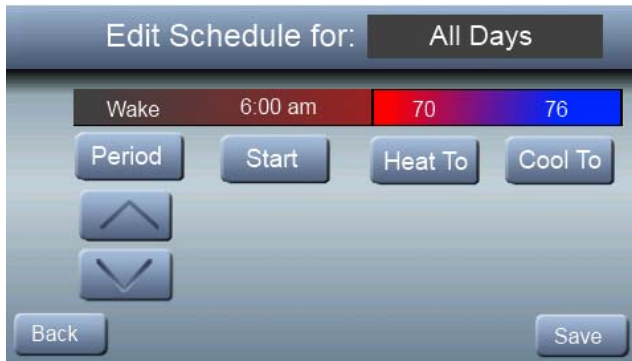 Edit Schedule for: All Days
Wake 6:00 am 70 76
Period Start Heat To Cool To
Back Save